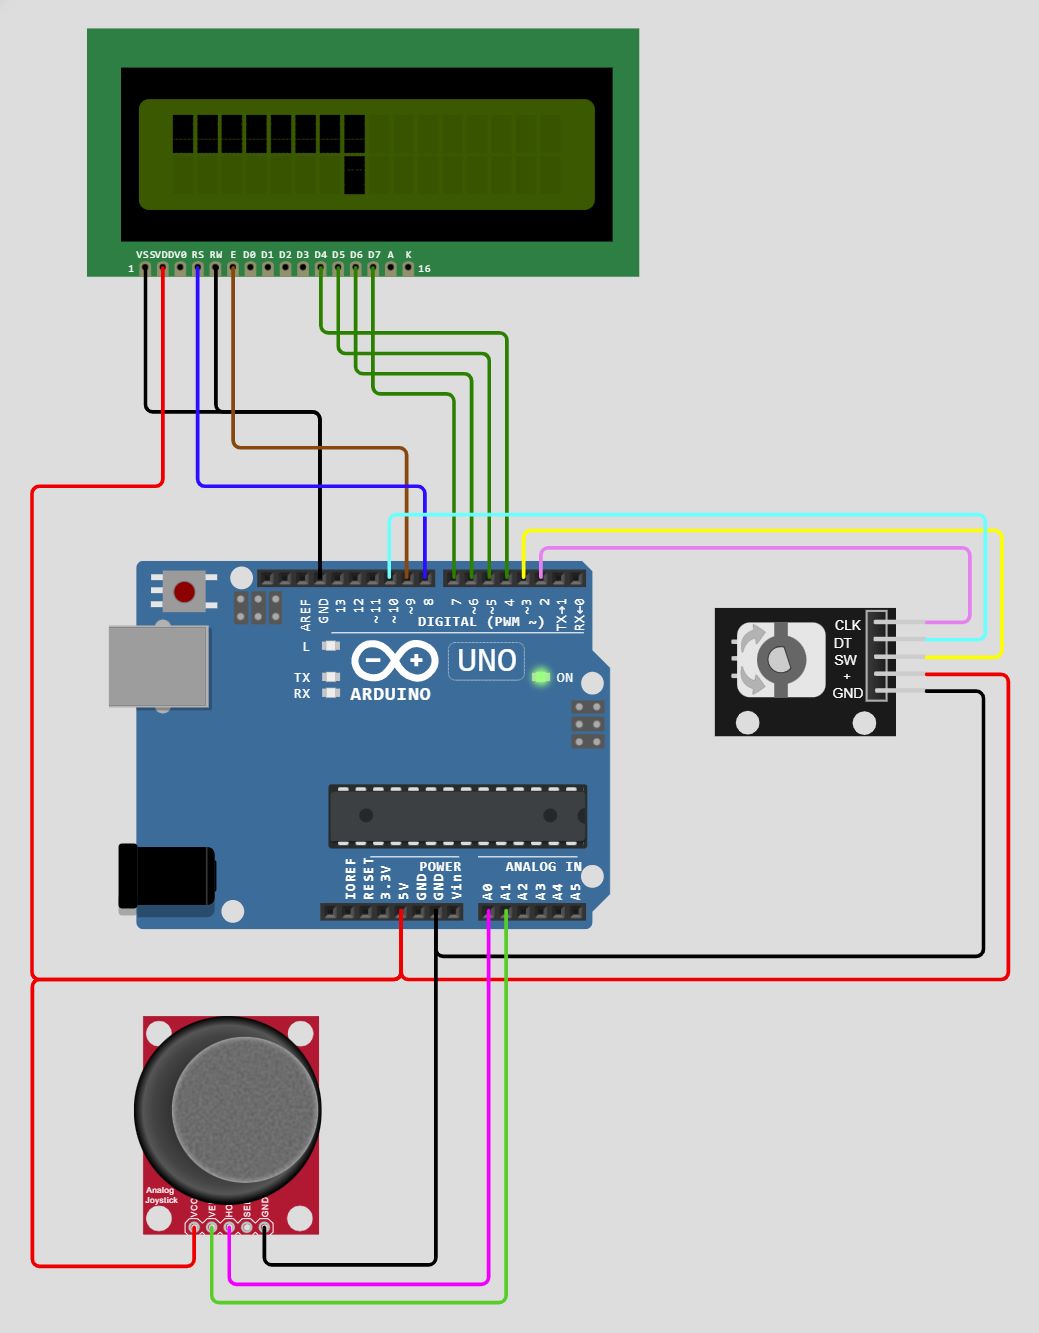 VSS VDD V0 RS RW E D0 D1 D2 D3 D4 D5 D6 D7 A K
1 16
AREF GND 13 12 ~11 ~10 ~9 8 7 ~6 ~5 4 ~3 2 TX→1 RX←0
DIGITAL (PWM ~)
L
TX
RX
UNO
ON
ARDUINO
CLK
DT
SW
+
GND
POWER
ANALOG IN
IOREF RESET 3.3V 5V GND GND Vin A0 A1 A2 A3 A4 A5
Analog
Joystick
VCC VE HO SEL GND